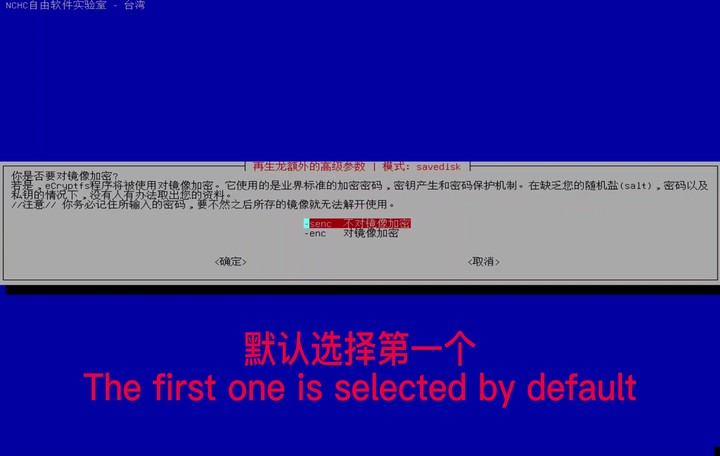 NCHC自由软件实验室 - 台湾
再生龙额外的高级参数 | 模式: savedisk
你是否要对镜像加密?
若是，eCryptfs程序将被使用对镜像加密。它使用的是业界标准的加密密码，密钥产生和密码保护机制。在缺乏您的随机盐(salt)，密码以及
私钥的情况下，没有人有办法取出您的资料。
//注意// 你务必记住所输入的密码，要不然之后所存的镜像就无法解开使用。
-senc 不对镜像加密
-enc 对镜像加密
<确定> <取消>
默认选择第一个
The first one is selected by default